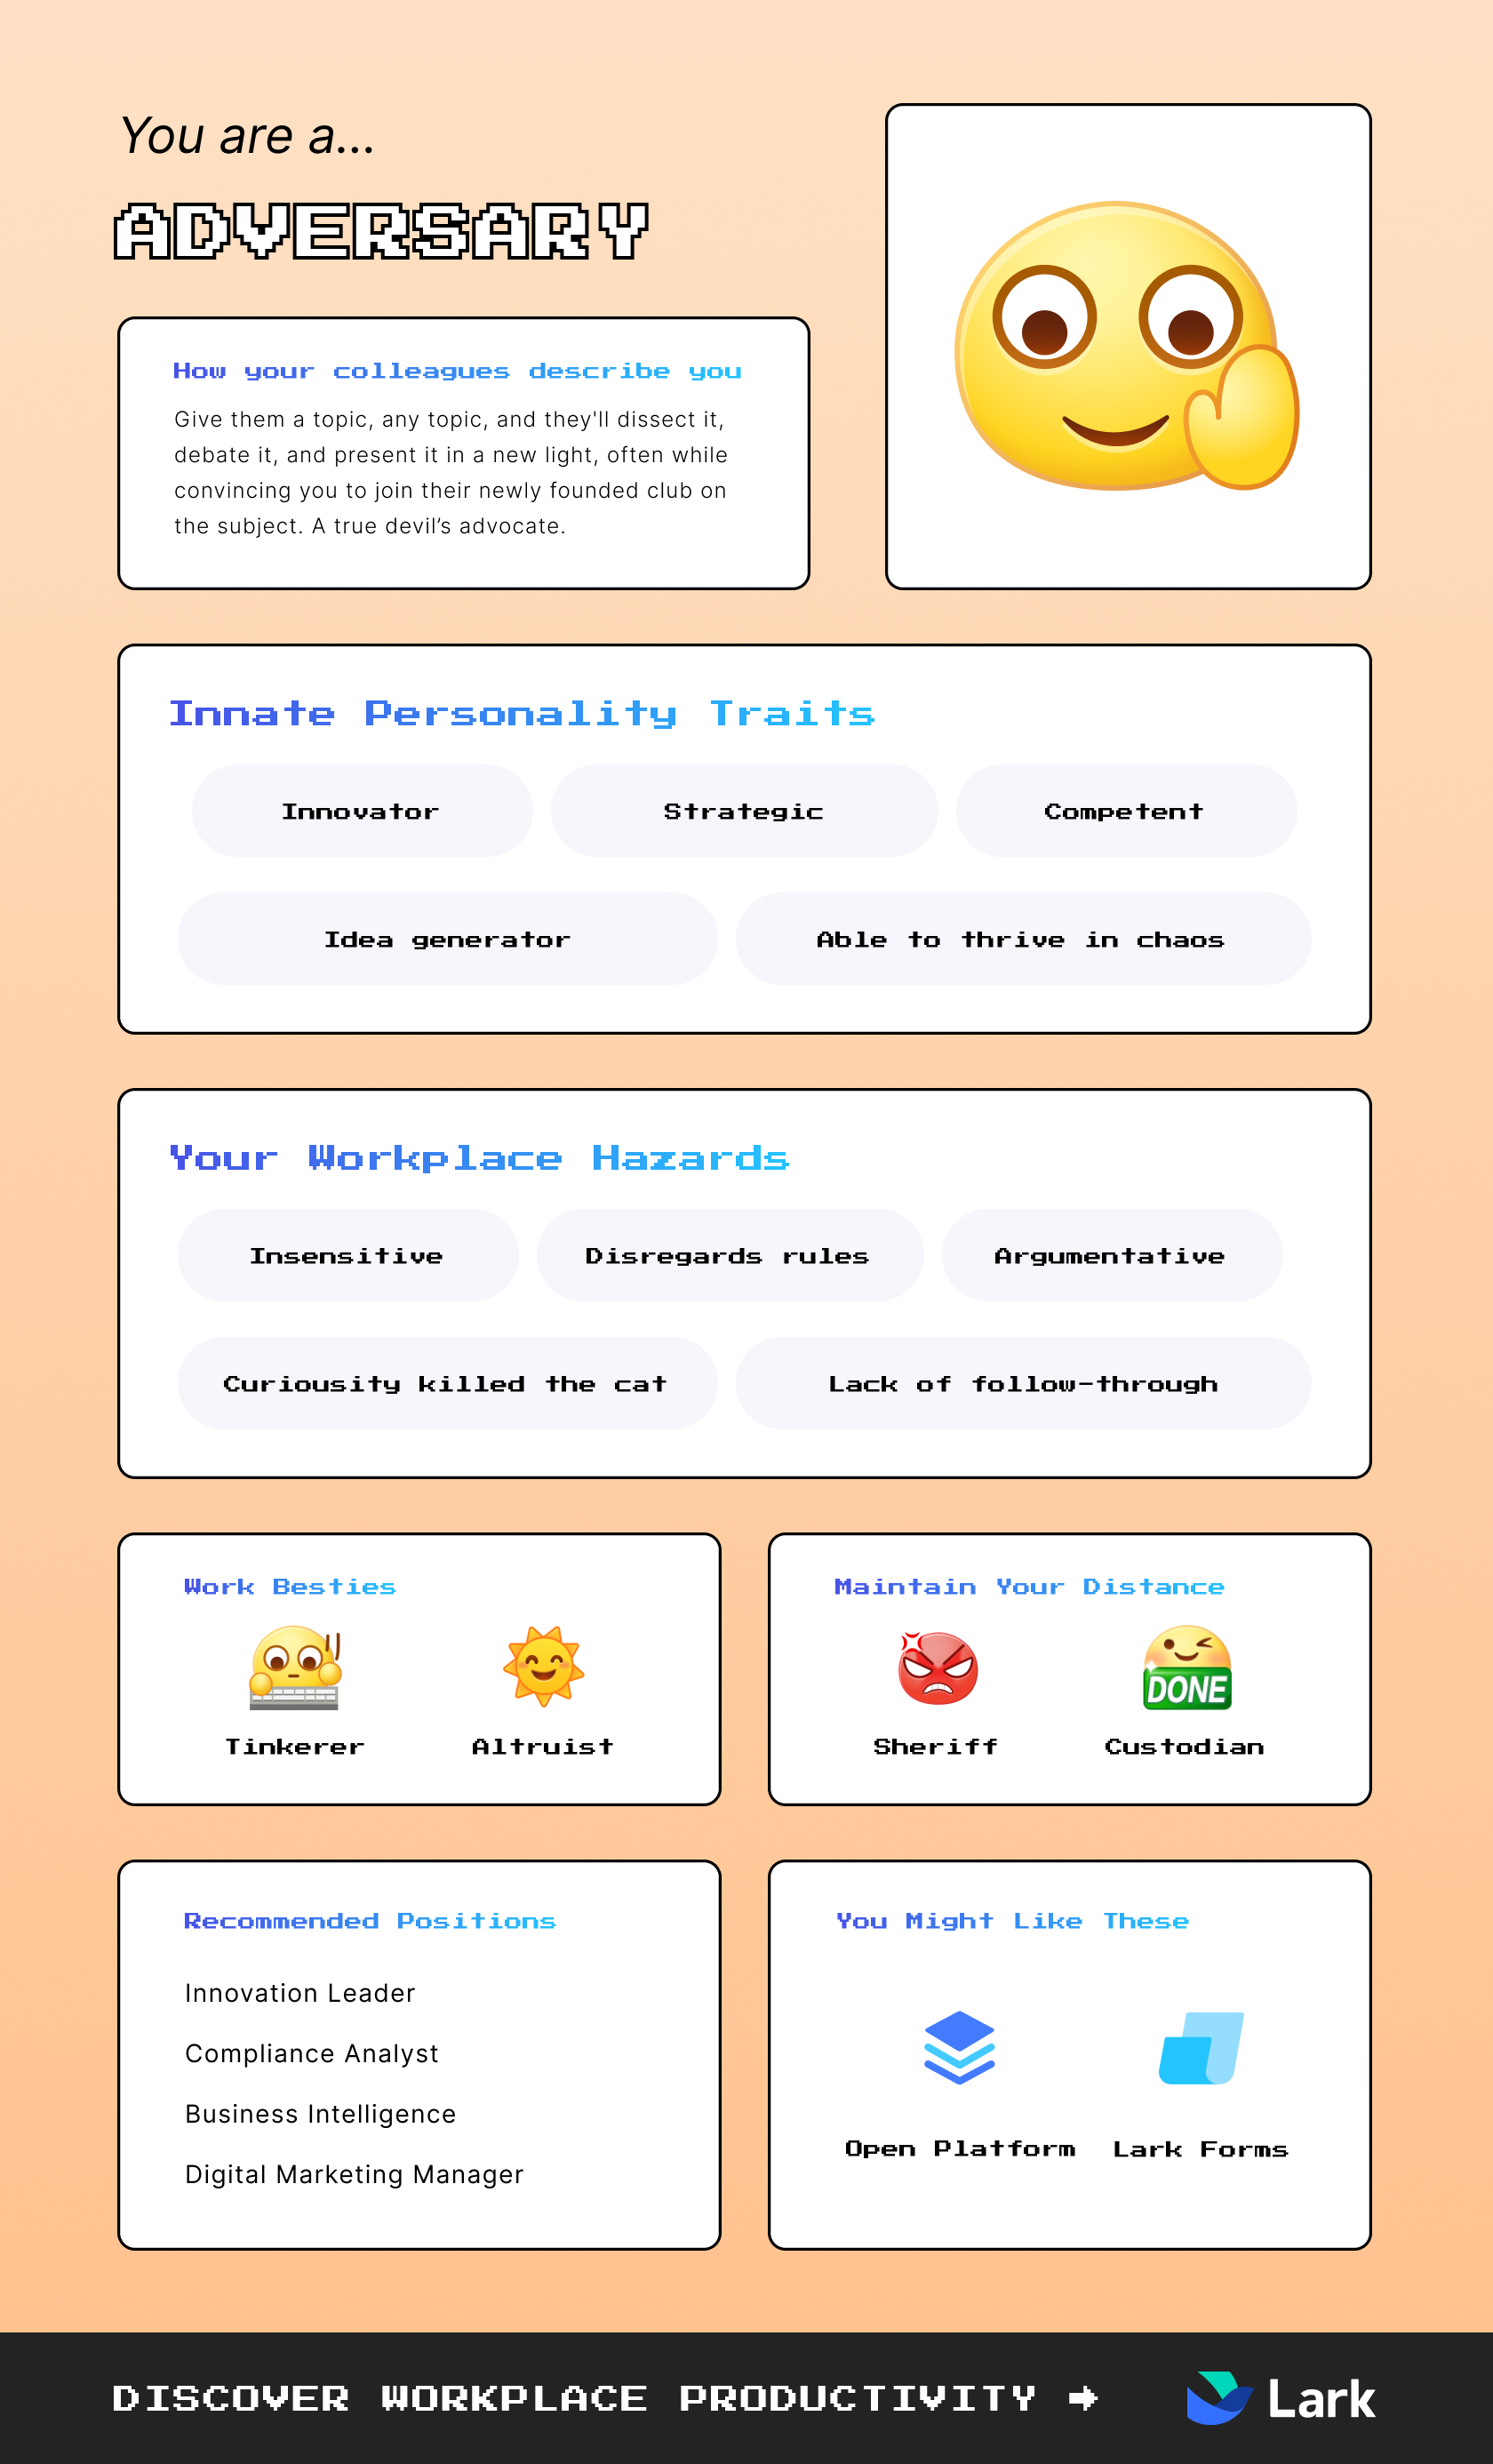 You are a...
ADVERSARY
How your colleagues describe you
Give them a topic, any topic, and they'll dissect it,
debate it, and present it in a new light, often while
convincing you to join their newly founded club on
the subject. A true devil’s advocate.
Innate Personality Traits
Innovator
Strategic
Competent
Idea generator
Able to thrive in chaos
Your Workplace Hazards
Insensitive
Disregards rules
Argumentative
Curiousity killed the cat
Lack of follow-through
Work Besties
Tinkerer
Altruist
Maintain Your Distance
DONE
Sheriff
Custodian
Recommended Positions
Innovation Leader
Compliance Analyst
Business Intelligence
Digital Marketing Manager
You Might Like These
Open Platform
Lark Forms
DISCOVER WORKPLACE PRODUCTIVITY →
Lark